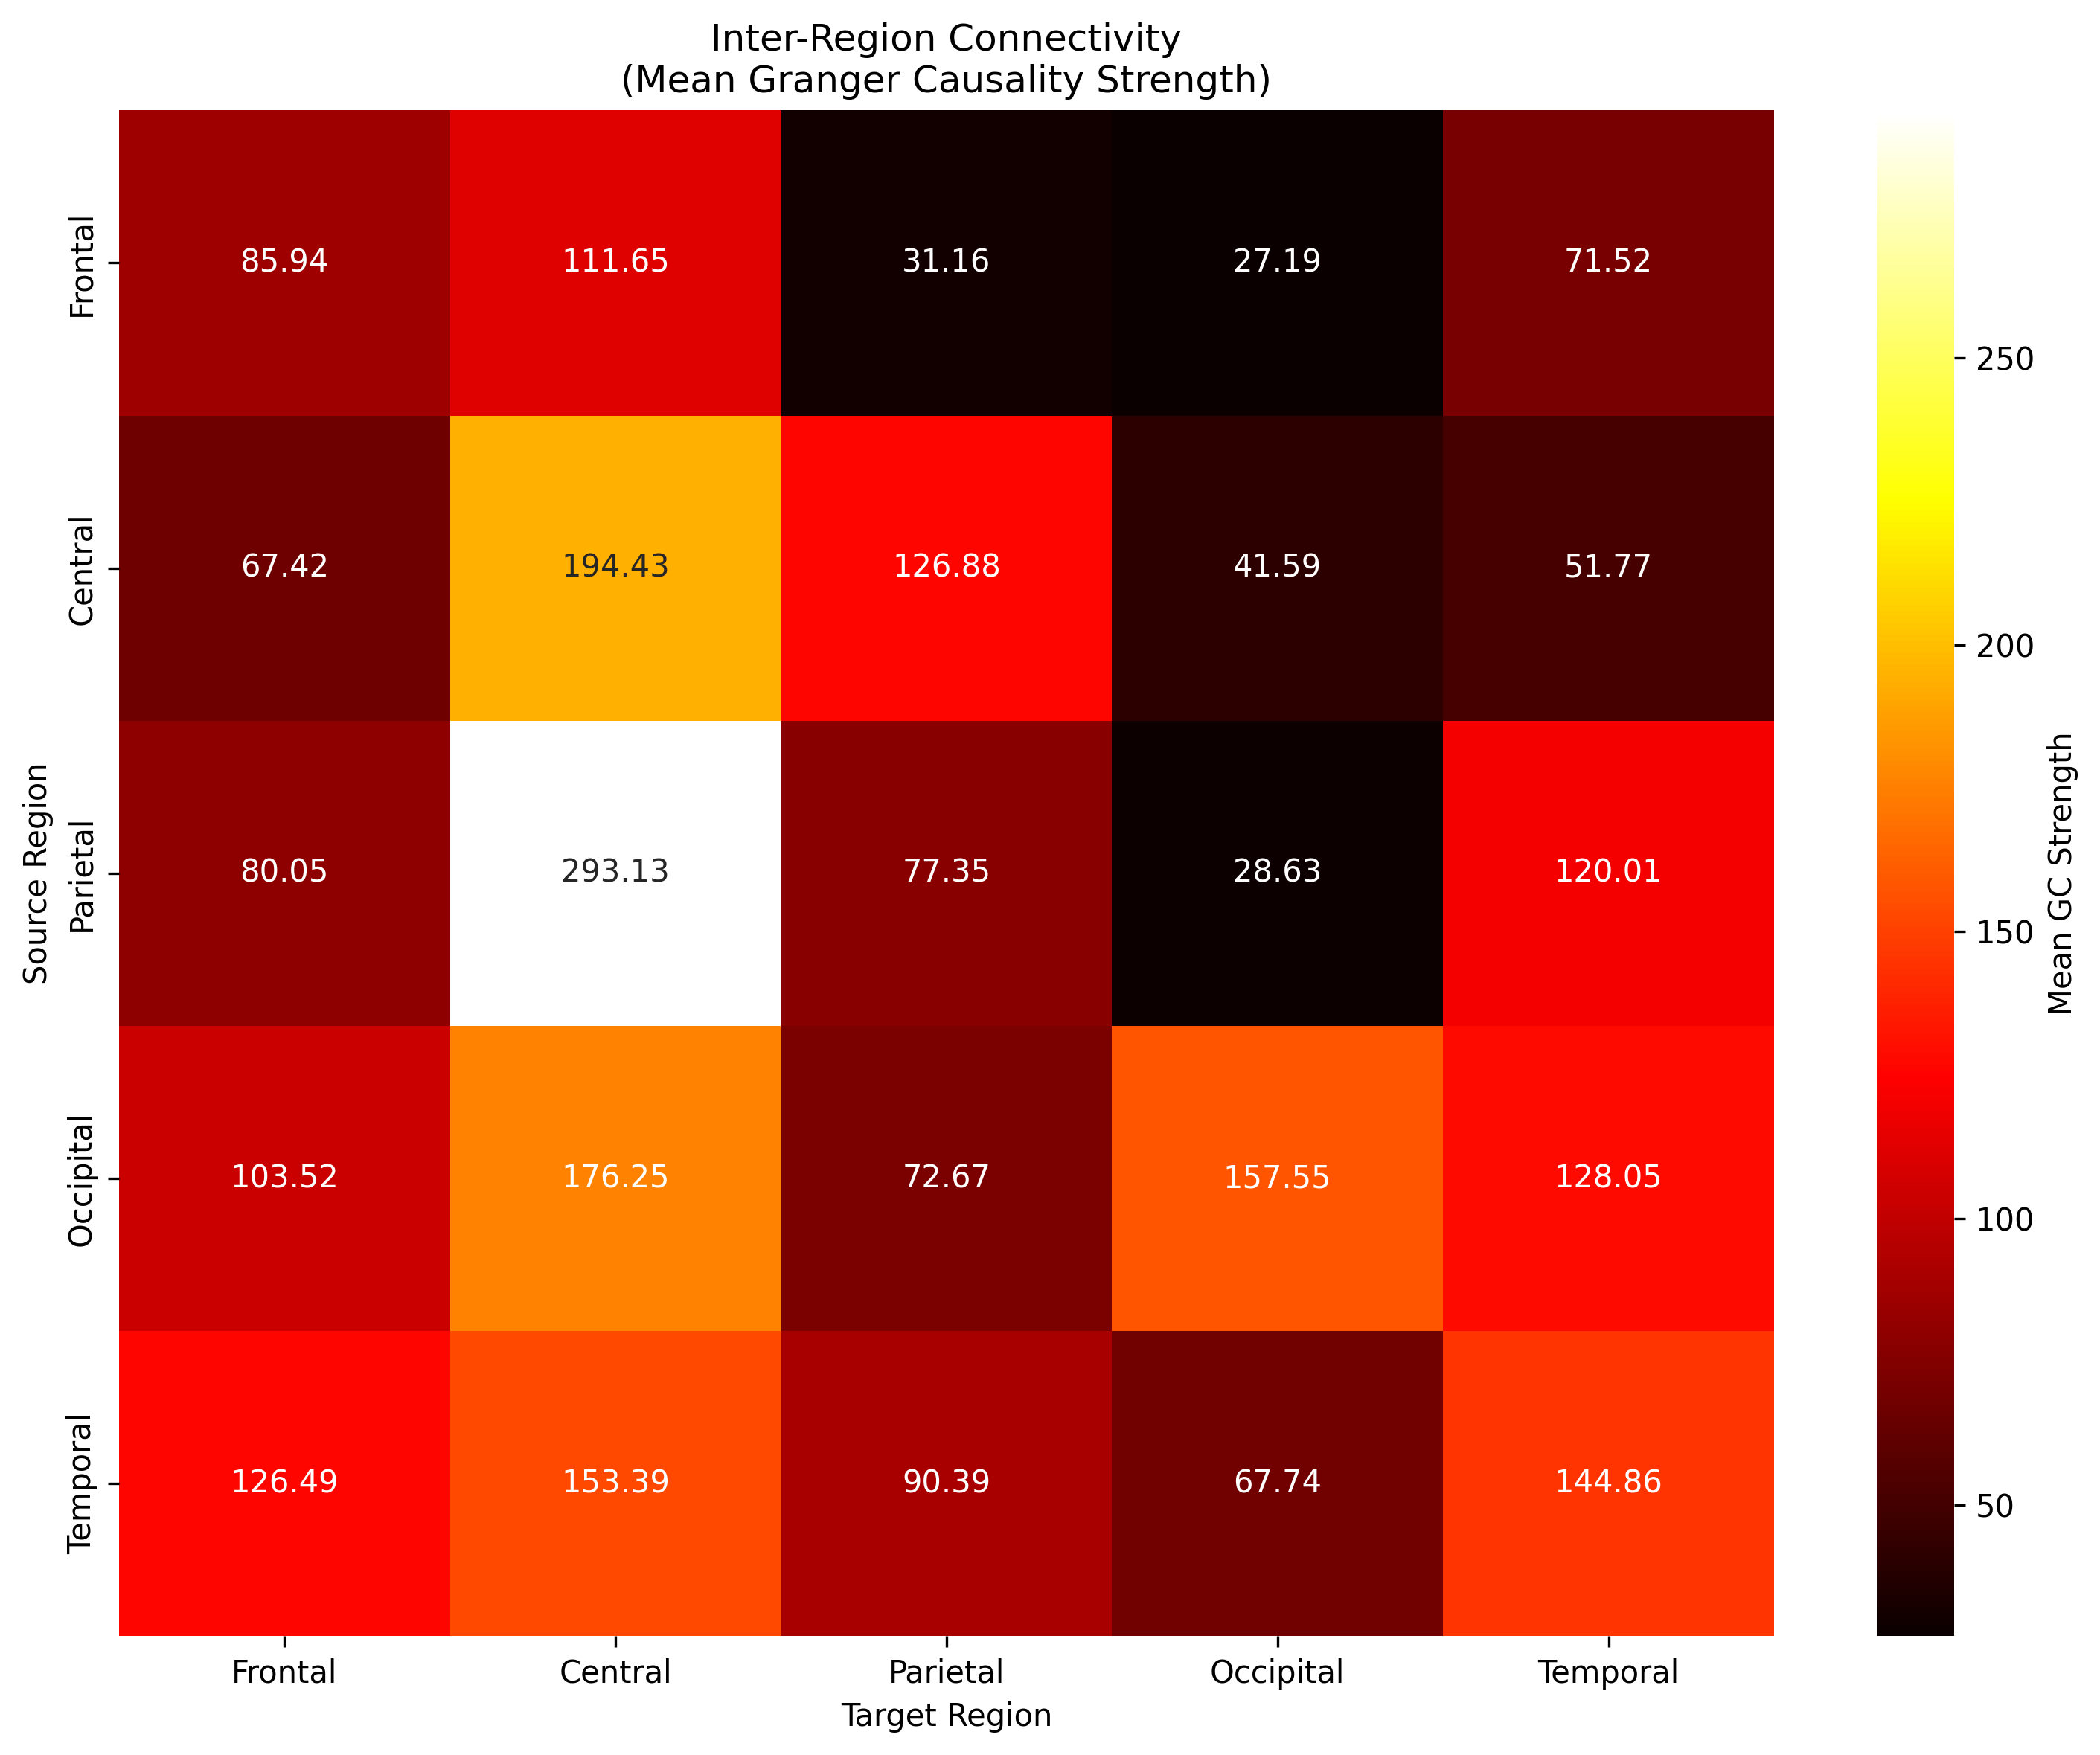 Inter-Region Connectivity
(Mean Granger Causality Strength)
Source Region
Frontal
85.94 111.65 31.16 27.19 71.52
Central
67.42 194.43 126.88 41.59 51.77
Parietal
80.05 293.13 77.35 28.63 120.01
Occipital
103.52 176.25 72.67 157.55 128.05
Temporal
126.49 153.39 90.39 67.74 144.86
Frontal Central Parietal Occipital Temporal
Target Region
250
200
150
100
50
Mean GC Strength